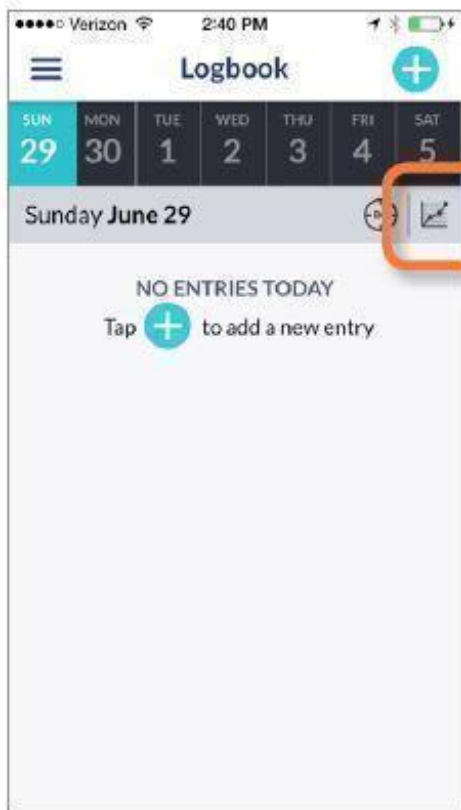 Verizon 2:40 PM
Logbook
SUN MON TUE WED THU FRI SAT
29 30 1 2 3 4 5
Sunday June 29
NO ENTRIES TODAY
Tap + to add a new entry